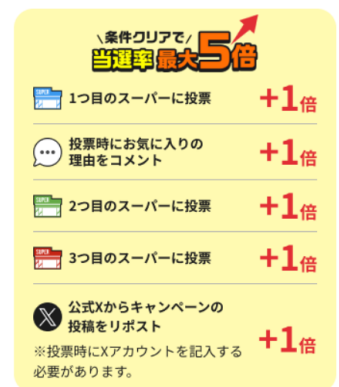 条件クリアで
当選率最大5倍
SUPER
1つ目のスーパーに投票
+1倍
投票時にお気に入りの
理由をコメント
+1倍
SUPER
2つ目のスーパーに投票
+1倍
SUPER
3つ目のスーパーに投票
+1倍
X
公式Xからキャンペーンの
投稿をリポスト
※投票時にXアカウントを記入する
必要があります。
+1倍